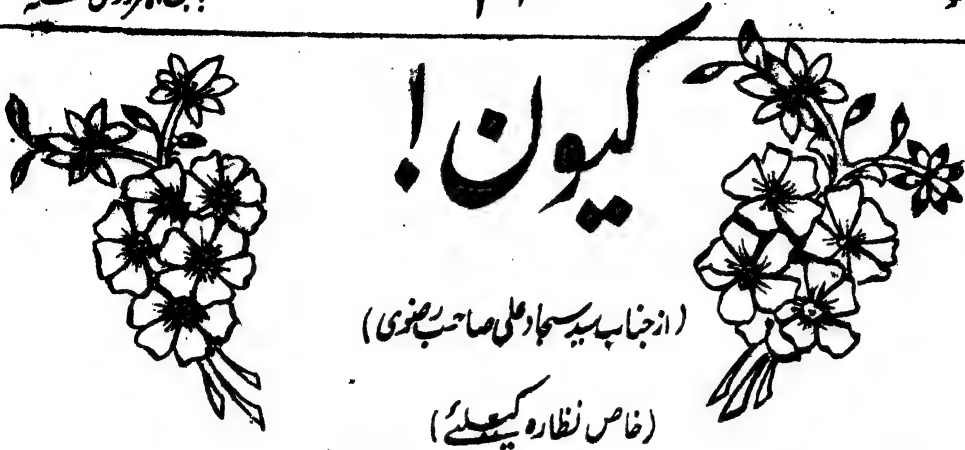 کیون!
(از جناب سید سجاد علی صاحب رضوی)
(خاص نظارہ کیلئے)